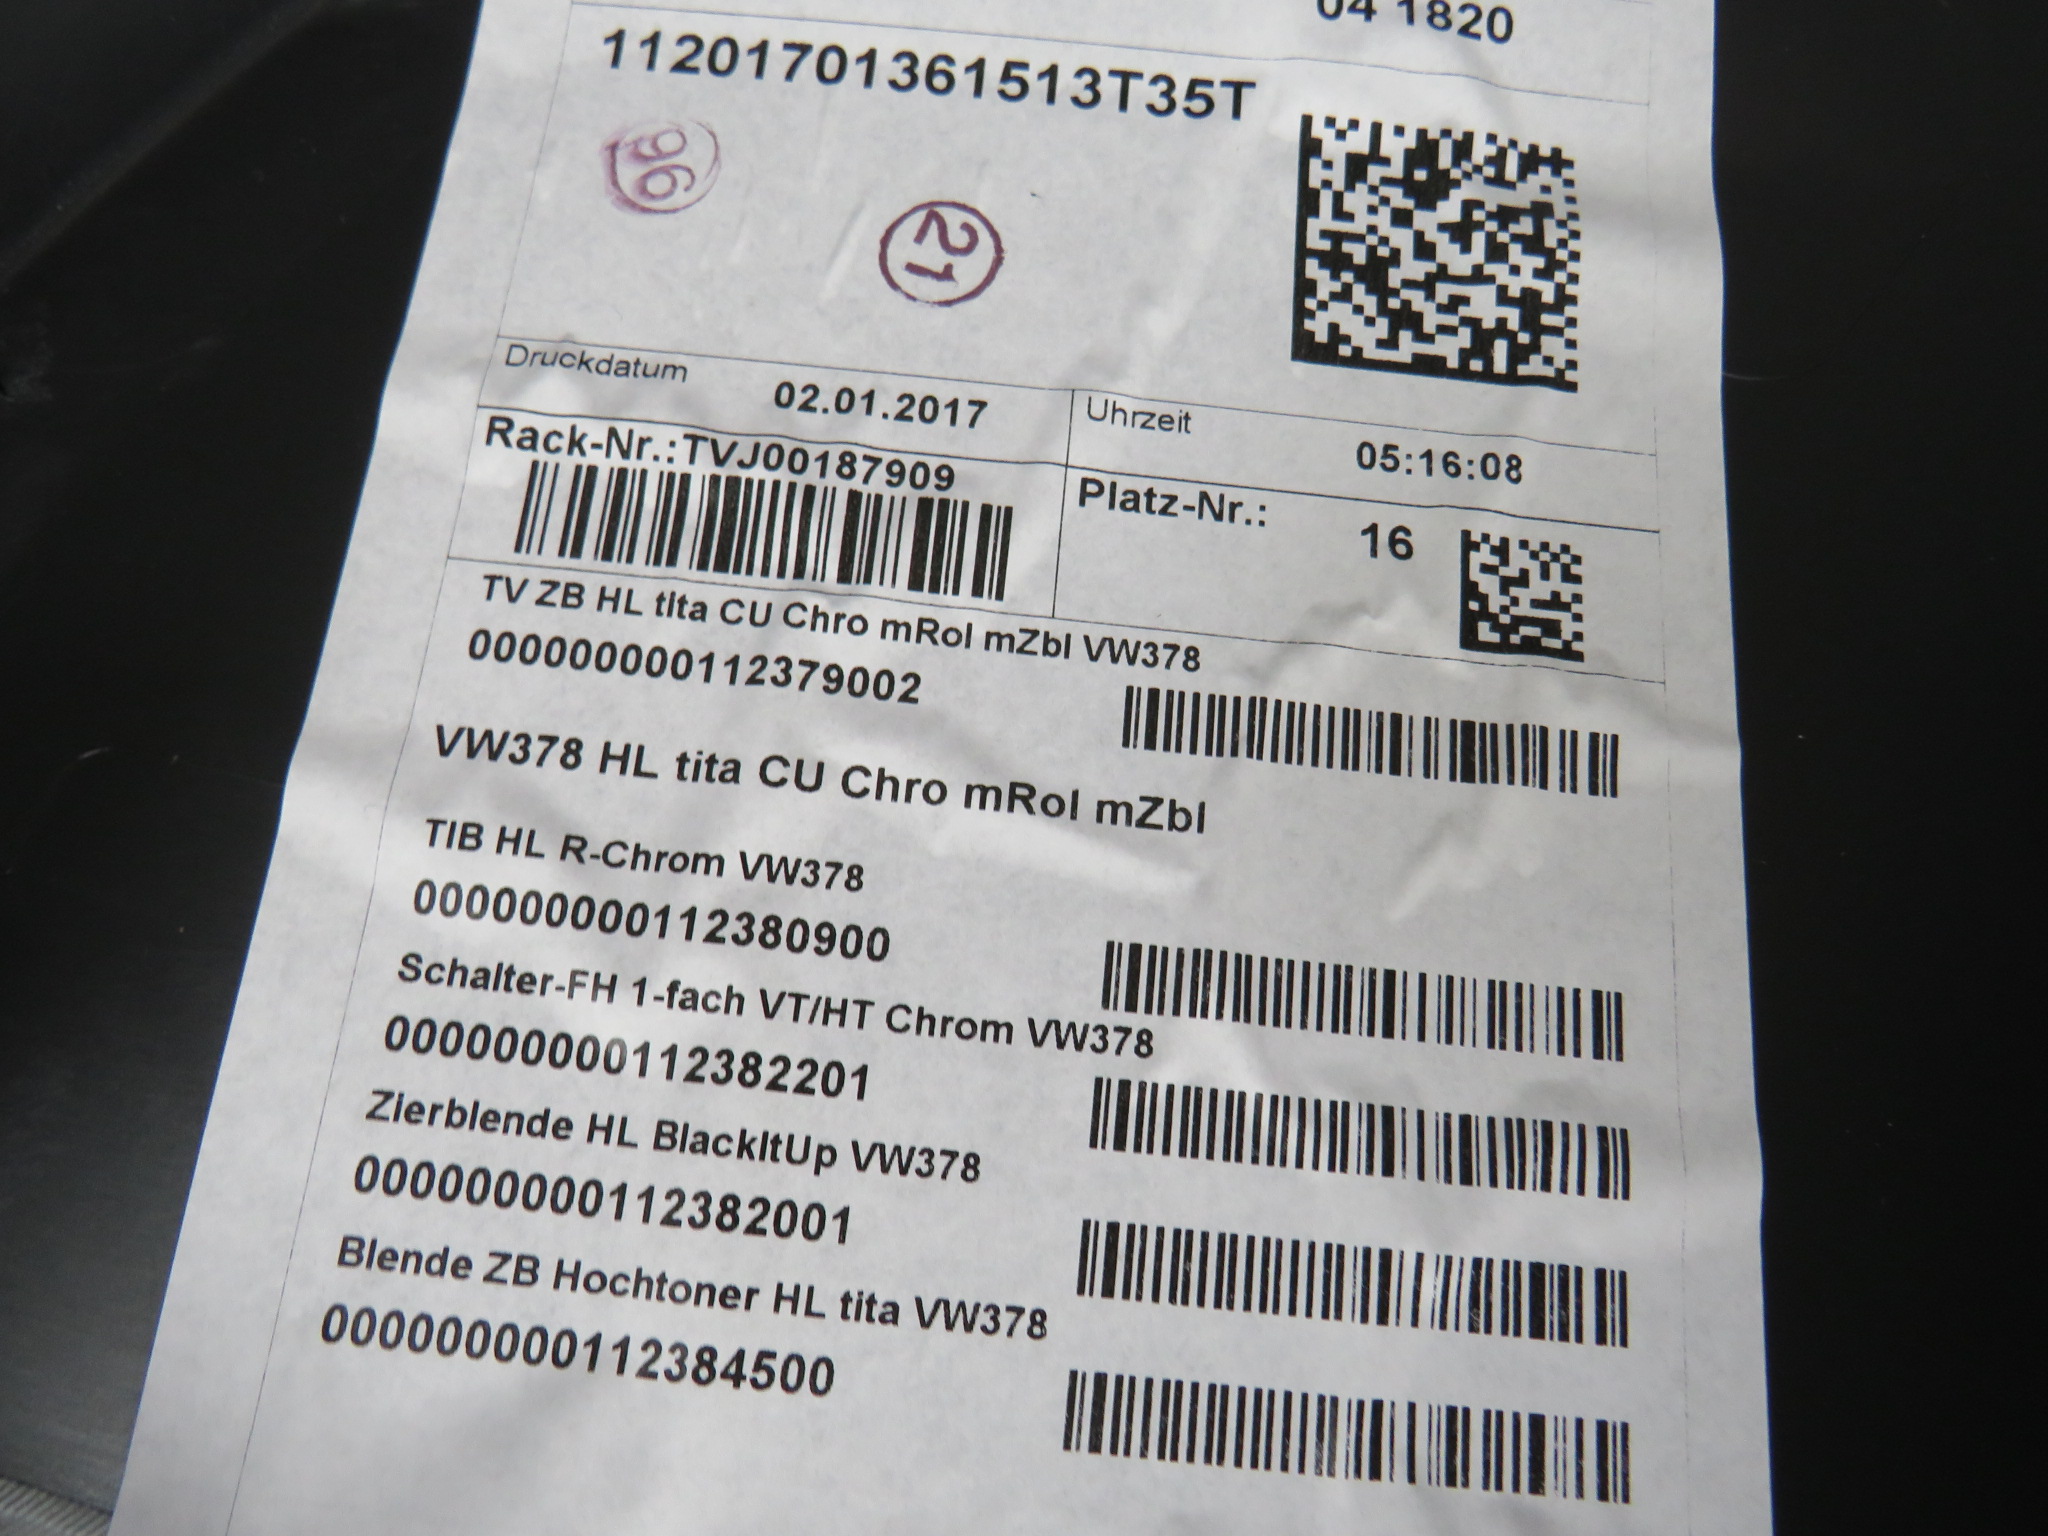 04 1820
11201701361513T35T
96
21
Druckdatum 02.01.2017 Uhrzeit 05:16:08
Rack-Nr.:TVJ00187909
Platz-Nr.: 16
TV ZB HL tita CU Chro mRol mZbl VW378
000000000112379002
VW378 HL tita CU Chro mRol mZbl
TIB HL R-Chrom VW378
000000000112380900
Schalter-FH 1-fach VT/HT Chrom VW378
000000000112382201
Zierblende HL BlackItUp VW378
000000000112382001
Blende ZB Hochtoner HL tita VW378
000000000112384500